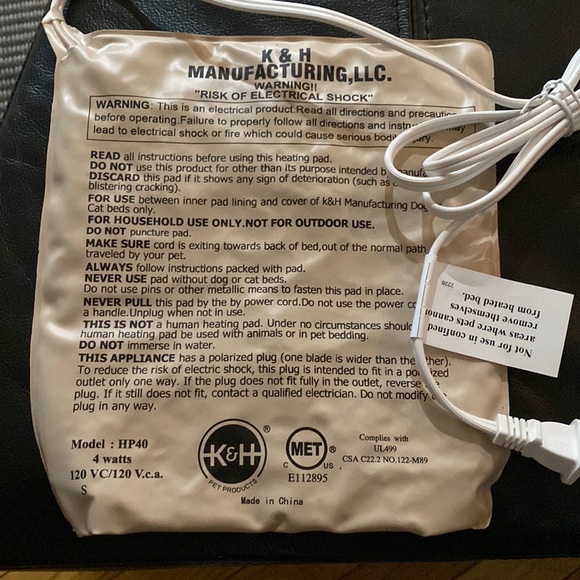 K & H
MANUFACTURING,LLC.
WARNING!!
"RISK OF ELECTRICAL SHOCK"
WARNING: This is an electrical product.Read all directions and precautions
before operating.Failure to properly follow all directions and may
lead to electrical shock or fire which could cause serious bodily injury.
READ all instructions before using this heating pad.
DO NOT use this product for other than its purpose intended by
DISCARD this pad if it shows any sign of deterioration (such as
blistering cracking).
FOR USE between inner pad lining and cover of k&H Manufacturing Dog
Cat beds only.
FOR HOUSEHOLD USE ONLY.NOT FOR OUTDOOR USE.
DO NOT puncture pad.
MAKE SURE cord is exiting towards back of bed,out of the normal path
traveled by your pet.
ALWAYS follow instructions packed with pad.
NEVER USE pad without dog or cat beds.
Do not use pins or other metallic means to fasten this pad in place.
NEVER PULL this pad by the by power cord.Do not use the power
a handle.Unplug when not in use.
THIS IS NOT a human heating pad. Under no circumstances should
human heating pad be used with animals or in pet bedding.
DO NOT immerse in water.
THIS APPLIANCE has a polarized plug (one blade is wider than the other).
To reduce the risk of electric shock, this plug is intended to fit in a polarized
outlet only one way. If the plug does not fit fully in the outlet, reverse
plug. If it still does not fit, contact a qualified electrician. Do not modify
plug in any way.
Model : HP40
4 watts
120 VC/120 V.c.a.
S
K&H ®
PET PRODUCTS
MET ®
C US
E112895
Complies with
UL499
CSA C22.2 NO.122-M89
Made in China
Not for use in confined
areas where pets cannot
remove themselves
from heated bed.